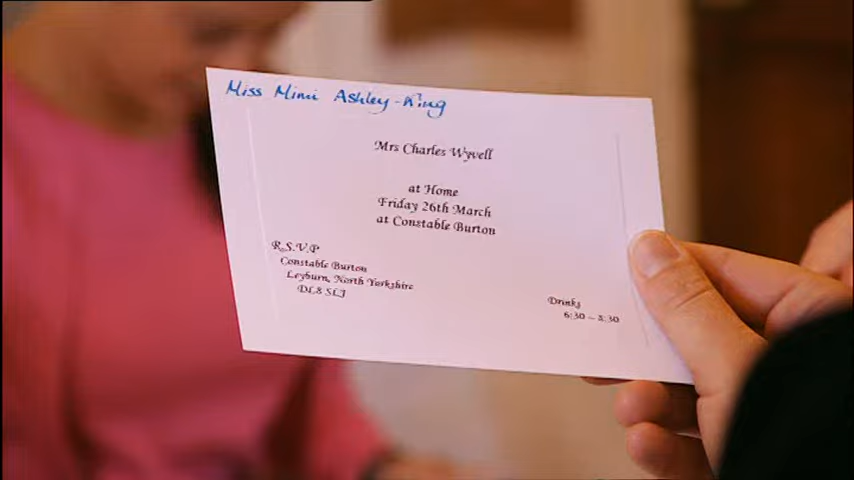 Miss Mimi Ashley-King
Mrs Charles Wyvell
at Home
Friday 26th March
at Constable Burton
R.S.V.P
Constable Burton
Leyburn, North Yorkshire
DL8 5LJ
Drinks
6:30 - 8:30